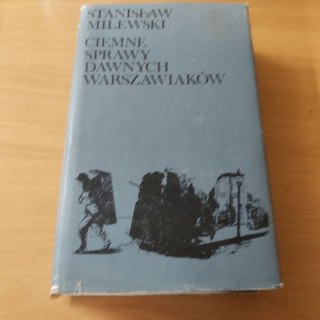 STANISŁAW
MILEWSKI
CIEMNE
SPRAWY
DAWNYCH
WARSZAWIAKÓW